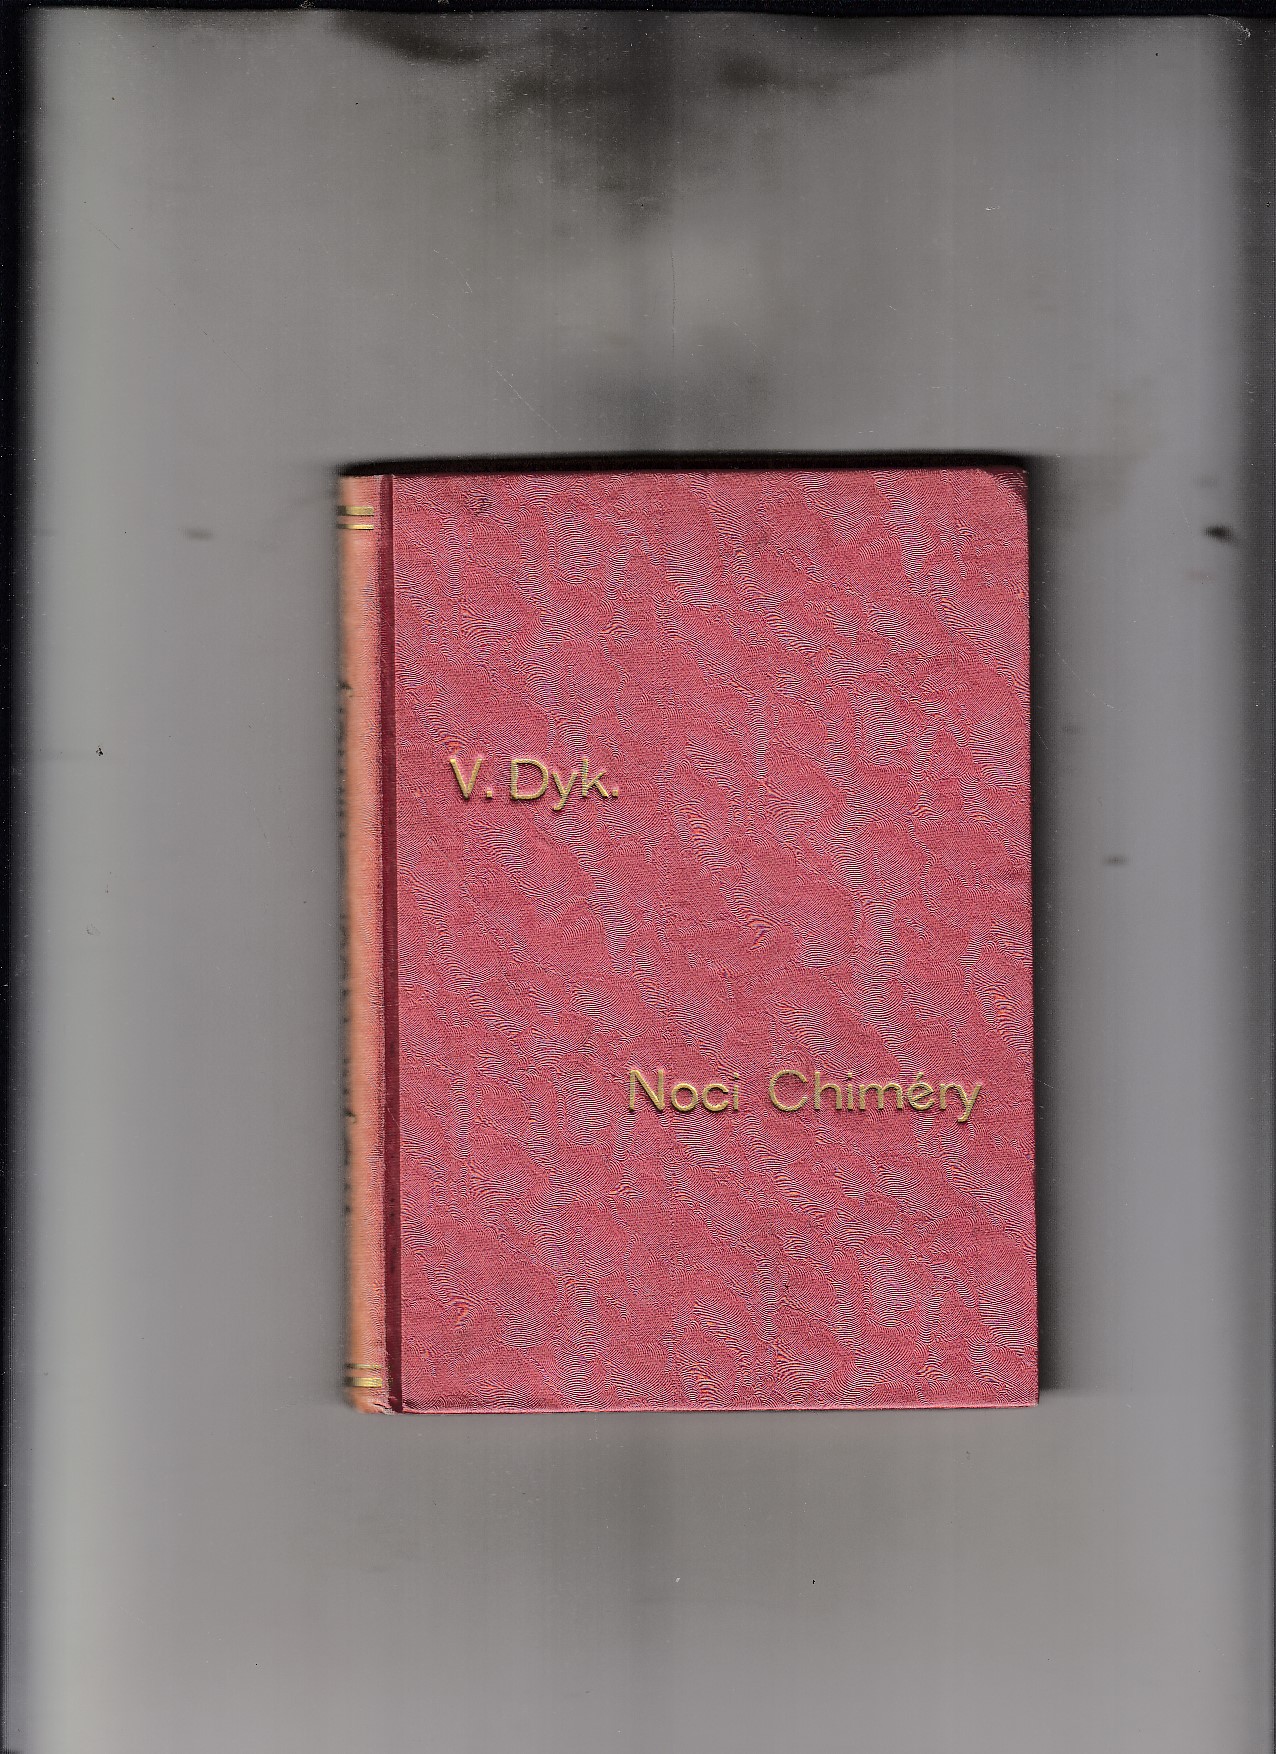 V. Dyk.
Noci Chiméry